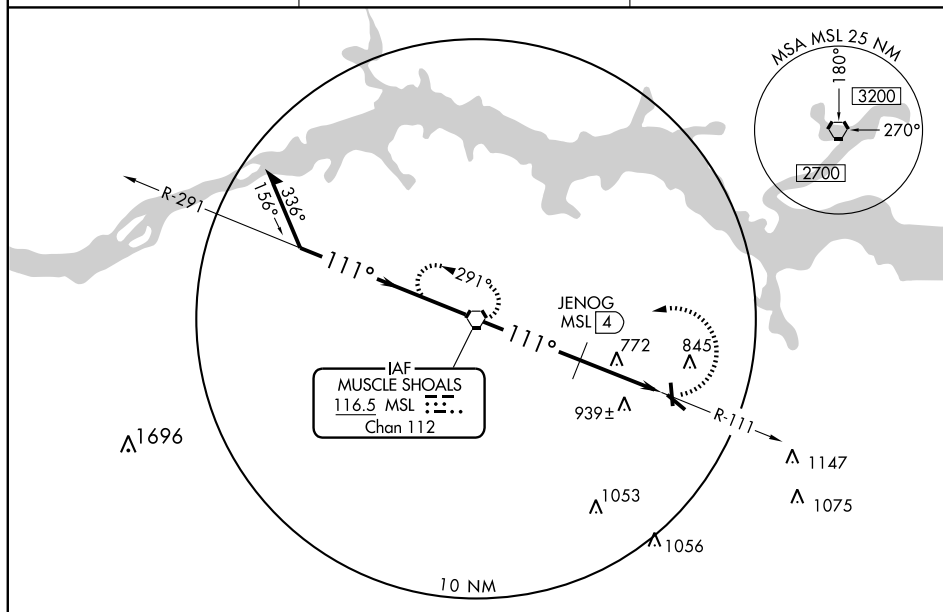 MSA MSL 25 NM
180°
3200
270°
2700
R-291
336°
156°
111°
291°
111°
JENOG
MSL 4
772
845
939±
IAF
MUSCLE SHOALS
116.5 MSL
Chan 112
R-111
1696
1147
1075
1053
1056
10 NM